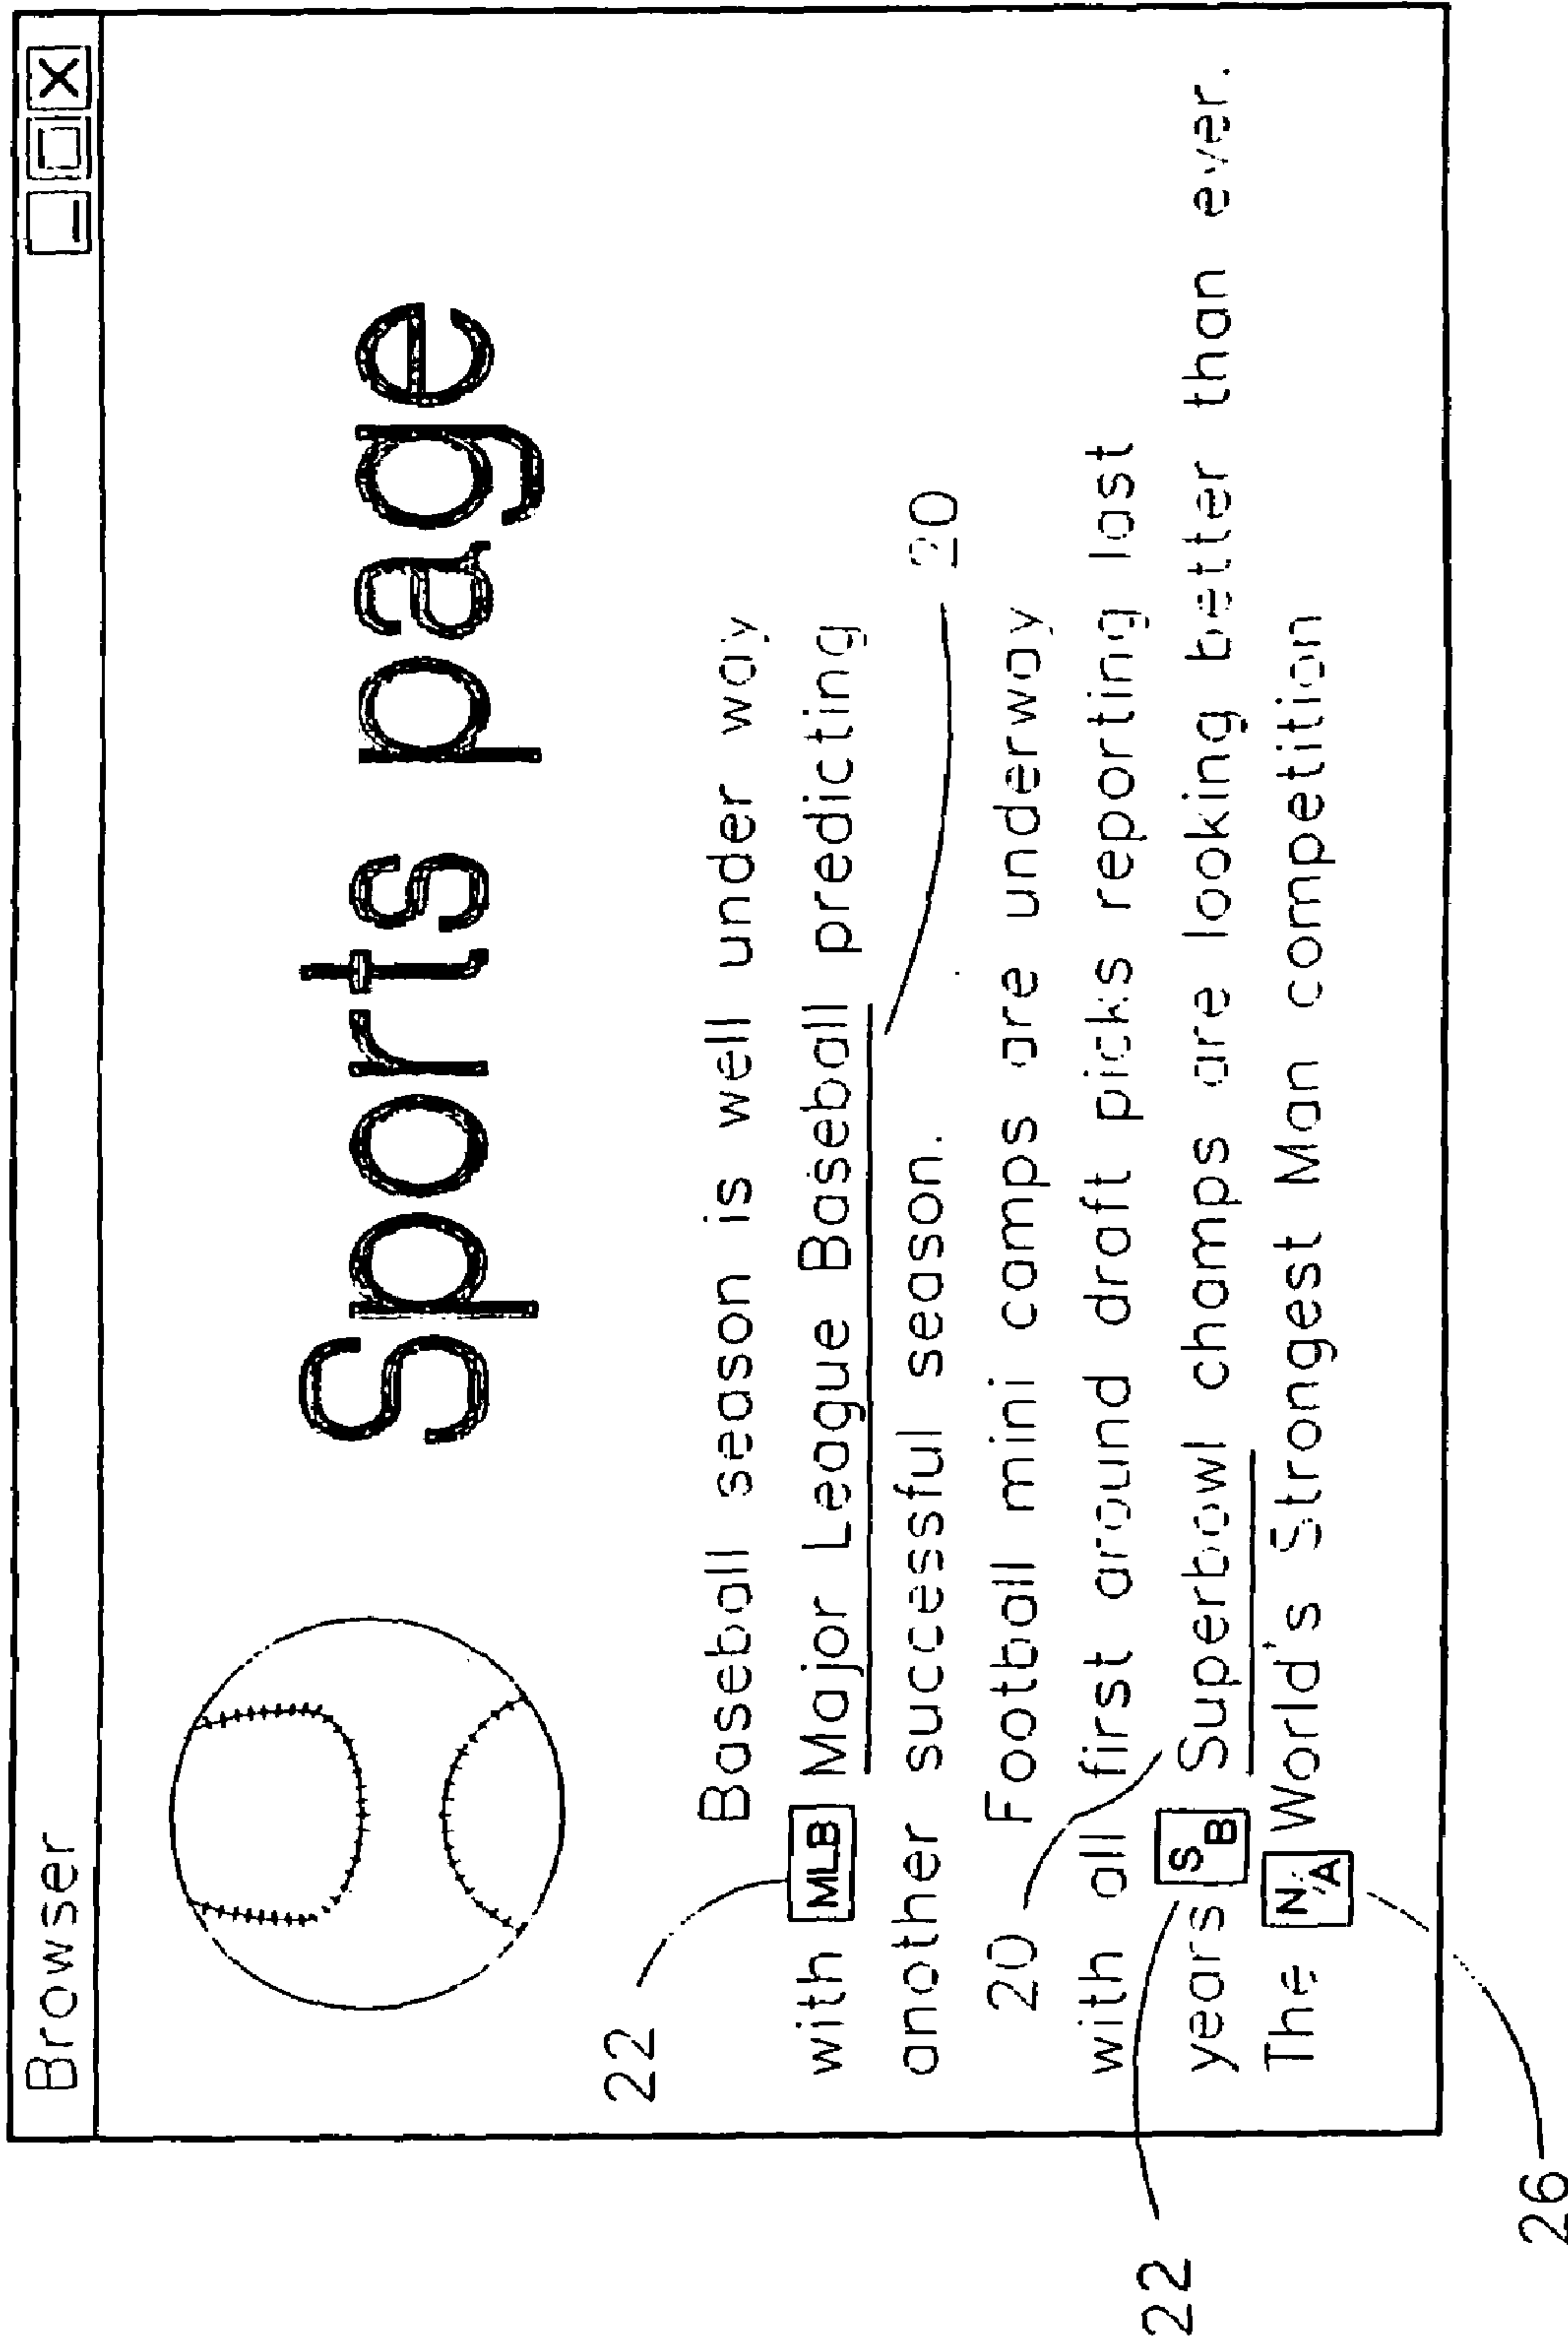 Browser
Sports page
Baseball season is well under way
22
with MLB Major League Baseball predicting
another successful season.
20
20
Football mini camps are underway
with all first around draft picks reporting last
years SB Superbowl champs are looking better than ever.
22
The N/A World's Strongest Man competition
26